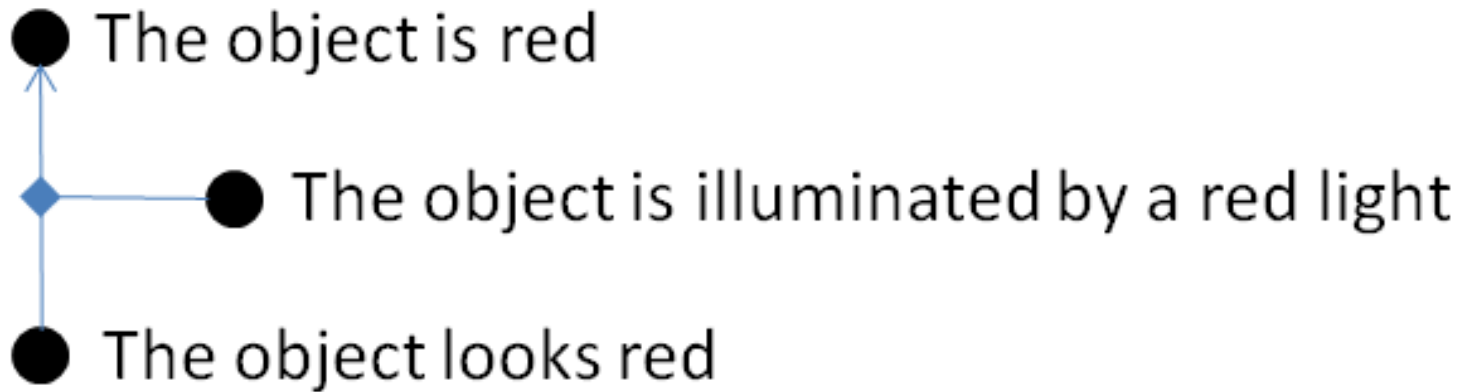 The object is red
The object is illuminated by a red light
The object looks red